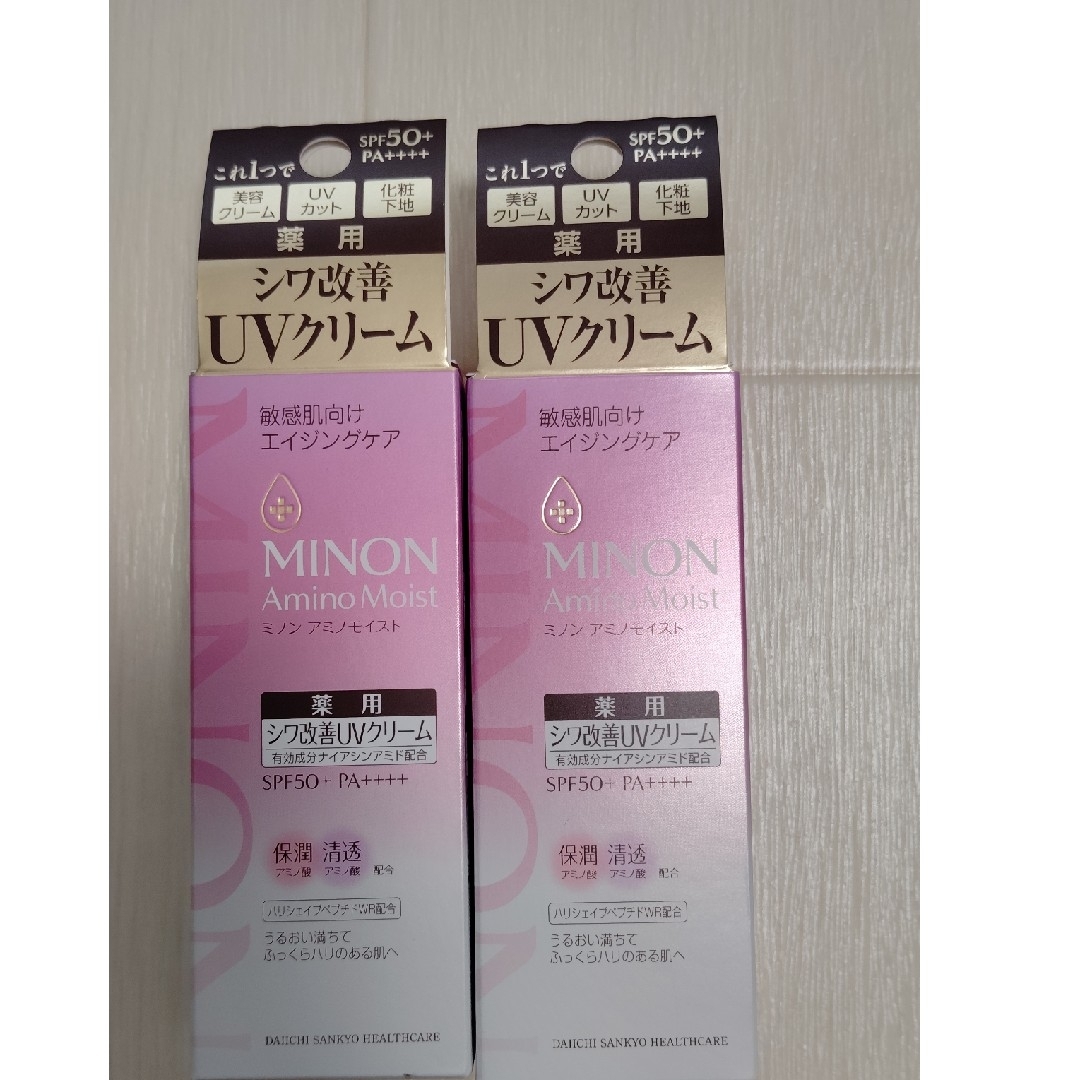 これ1つで
SPF50+
PA++++
美容
クリーム
UV
カット
化粧
下地
薬用
シワ改善
UVクリーム
敏感肌向け
エイジングケア
MINON
Amino Moist
ミノン アミノモイスト
薬用
シワ改善UVクリーム
有効成分ナイアシンアミド配合
SPF50+ PA++++
保潤 清透
アミノ酸 アミノ酸 配合
ハリシェイプペプチドWR配合
うるおい満ちて
ふっくらハリのある肌へ
DAIICHI SANKYO HEALTHCARE
MINON
これ1つで
SPF50+
PA++++
美容
クリーム
UV
カット
化粧
下地
薬用
シワ改善
UVクリーム
敏感肌向け
エイジングケア
MINON
Amino Moist
ミノン アミノモイスト
薬用
シワ改善UVクリーム
有効成分ナイアシンアミド配合
SPF50+ PA++++
保潤 清透
アミノ酸 アミノ酸 配合
ハリシェイプペプチドWR配合
うるおい満ちて
ふっくらハリのある肌へ
DAIICHI SANKYO HEALTHCARE
MINON